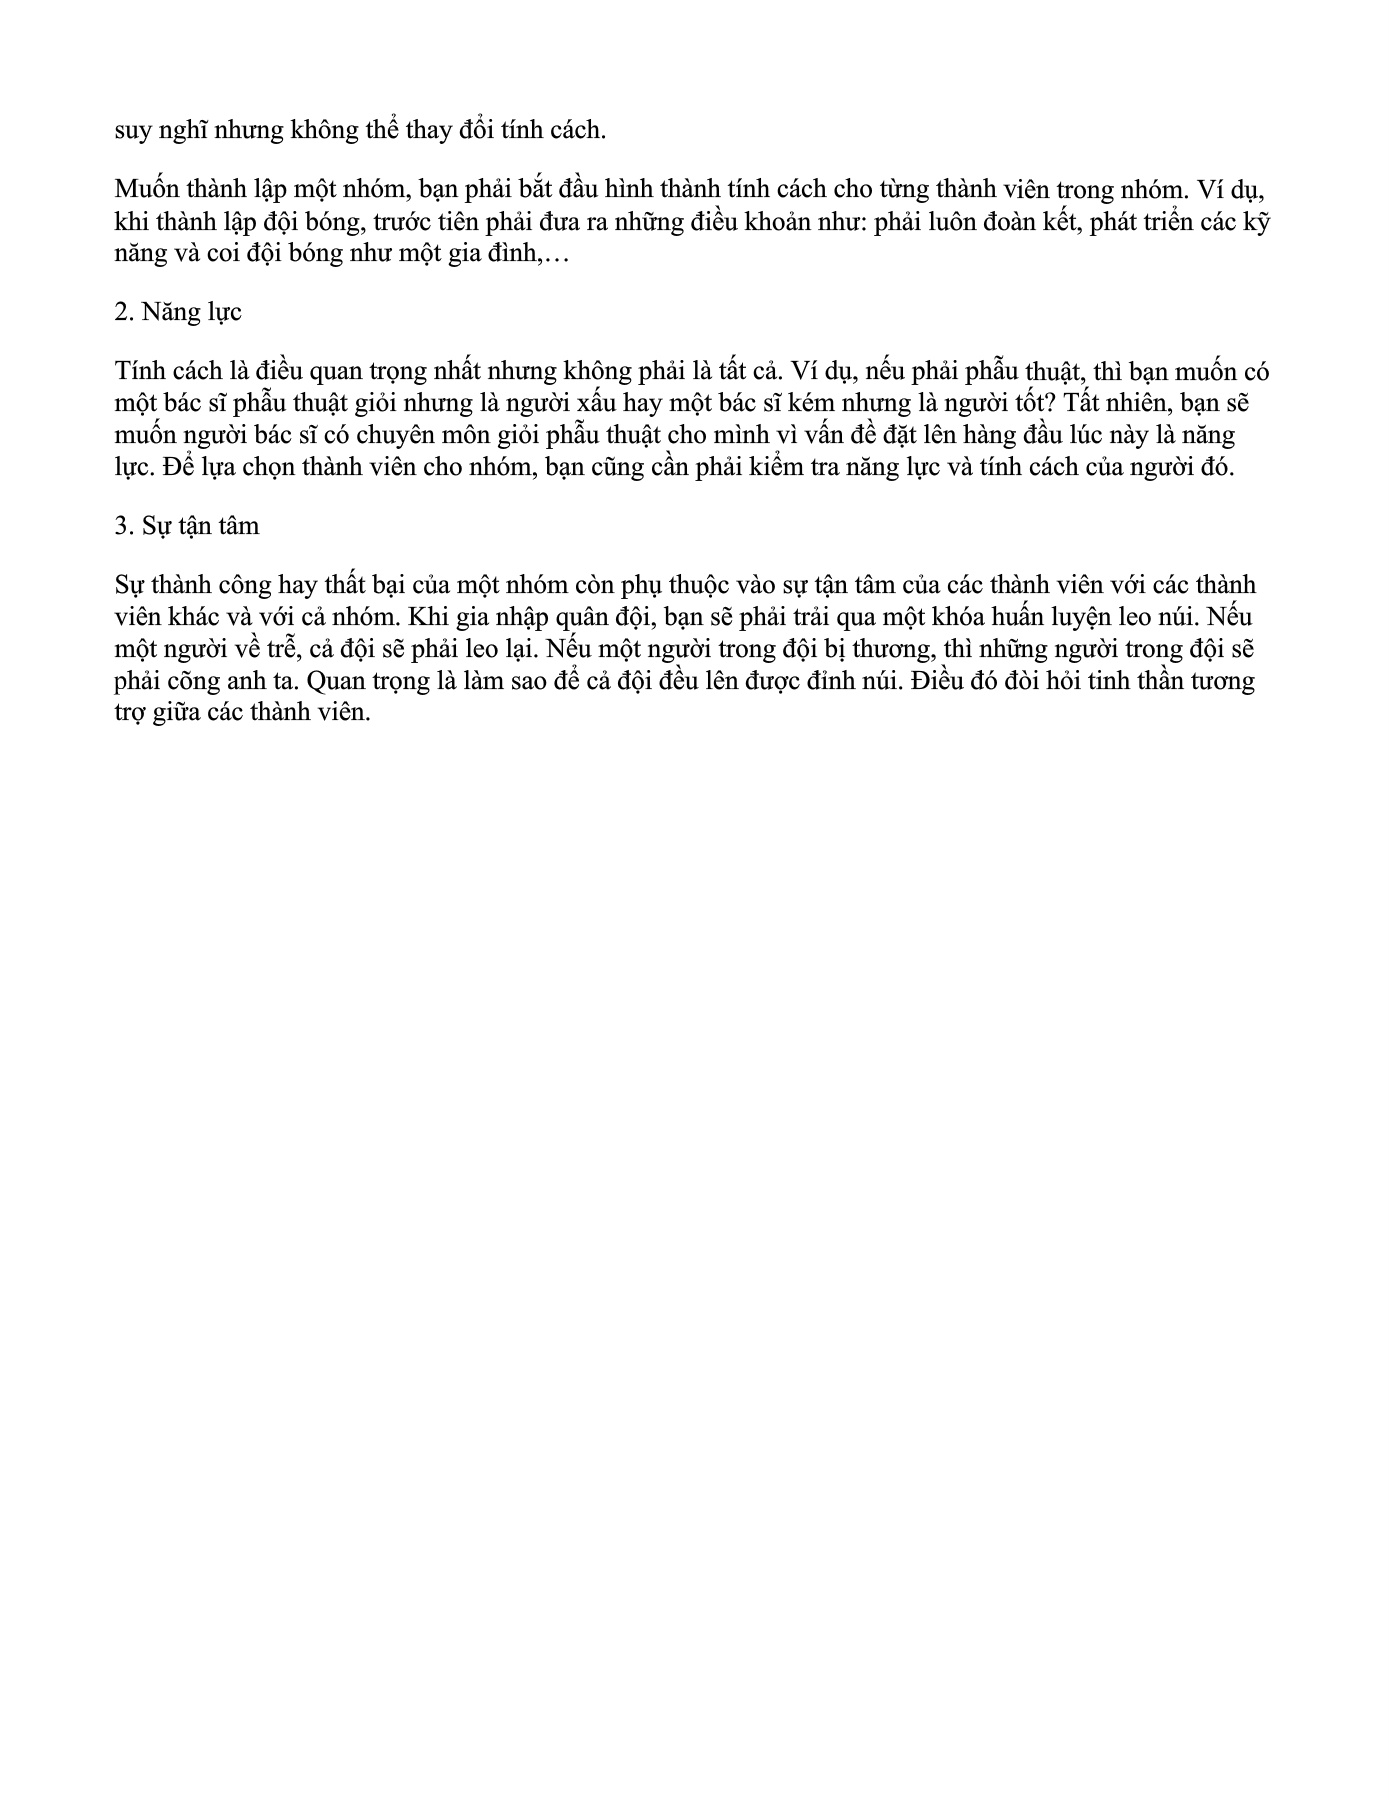 suy nghĩ nhưng không thể thay đổi tính cách.
Muốn thành lập một nhóm, bạn phải bắt đầu hình thành tính cách cho từng thành viên trong nhóm. Ví dụ,
khi thành lập đội bóng, trước tiên phải đưa ra những điều khoản như: phải luôn đoàn kết, phát triển các kỹ
năng và coi đội bóng như một gia đình,…
2. Năng lực
Tính cách là điều quan trọng nhất nhưng không phải là tất cả. Ví dụ, nếu phải phẫu thuật, thì bạn muốn có
một bác sĩ phẫu thuật giỏi nhưng là người xấu hay một bác sĩ kém nhưng là người tốt? Tất nhiên, bạn sẽ
muốn người bác sĩ có chuyên môn giỏi phẫu thuật cho mình vì vấn đề đặt lên hàng đầu lúc này là năng
lực. Để lựa chọn thành viên cho nhóm, bạn cũng cần phải kiểm tra năng lực và tính cách của người đó.
3. Sự tận tâm
Sự thành công hay thất bại của một nhóm còn phụ thuộc vào sự tận tâm của các thành viên với các thành
viên khác và với cả nhóm. Khi gia nhập quân đội, bạn sẽ phải trải qua một khóa huấn luyện leo núi. Nếu
một người về trễ, cả đội sẽ phải leo lại. Nếu một người trong đội bị thương, thì những người trong đội sẽ
phải cõng anh ta. Quan trọng là làm sao để cả đội đều lên được đỉnh núi. Điều đó đòi hỏi tinh thần tương
trợ giữa các thành viên.